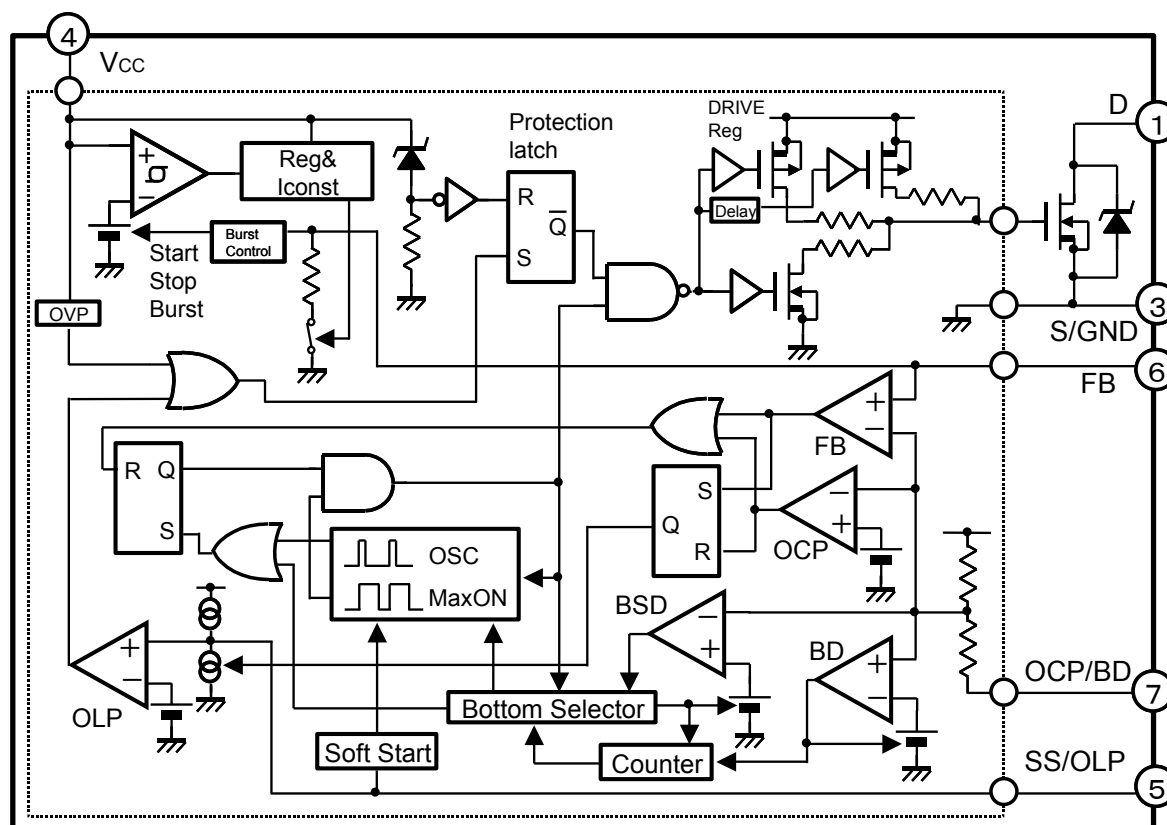 4
VCC
D
1
DRIVE
Reg
Protection
latch
+
−
Reg&
Iconst
R
Q
S
Delay
Burst
Control
Start
Stop
Burst
OVP
3
S/GND
6
FB
+
−
FB
R Q
S
S
Q
R
−
+
OCP
OSC
MaxON
BSD
−
+
BD
+
−
+
−
OLP
OCP/BD
7
Bottom Selector
Soft Start
Counter
SS/OLP
5